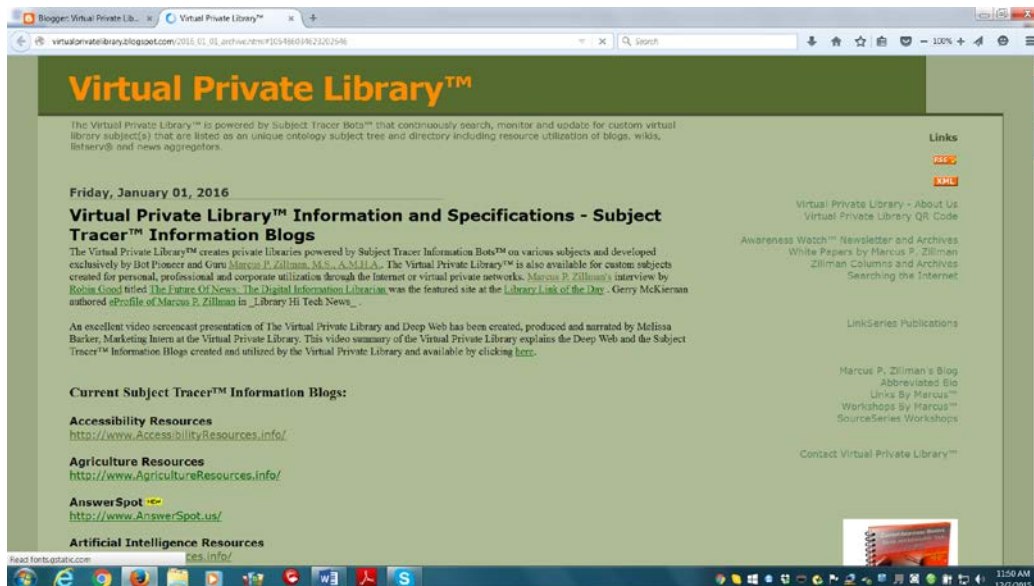 Blogger: Virtual Private Lib...
Virtual Private Library™
virtualprivatelibrary.blogspot.com/2016_01_01_archive.html#105466034623202546
Search
100%
Virtual Private Library™
The Virtual Private Library™ is powered by Subject Tracer Bots™ that continuously search, monitor and update for custom virtual
library subject(s) that are listed as an unique ontology subject tree and directory including resource utilization of blogs, wikis,
listserv® and news aggregators.
Friday, January 01, 2016
Virtual Private Library™ Information and Specifications - Subject
Tracer™ Information Blogs
The Virtual Private Library™ creates private libraries powered by Subject Tracer Information Bots™ on various subjects and developed
exclusively by Bot Pioneer and Guru Marcus P. Zillman, M.S., A.M.H.A.. The Virtual Private Library™ is also available for custom subjects
created for personal, professional and corporate utilization through the Internet or virtual private networks. Marcus P. Zillman's interview by
Robin Good titled The Future Of News: The Digital Information Librarian was the featured site at the Library Link of the Day . Gerry McKiernan
authored eProfile of Marcus P. Zillman in _Library Hi Tech News_ .
An excellent video screencast presentation of The Virtual Private Library and Deep Web has been created, produced and narrated by Melissa
Barker, Marketing Intern at the Virtual Private Library. This video summary of the Virtual Private Library explains the Deep Web and the Subject
Tracer™ Information Blogs created and utilized by the Virtual Private Library and available by clicking here.
Current Subject Tracer™ Information Blogs:
Accessibility Resources
http://www.AccessibilityResources.info/
Agriculture Resources
http://www.AgricultureResources.info/
AnswerSpot NEW
http://www.AnswerSpot.us/
Artificial Intelligence Resources
ces.info/
Links
RSS
XML
Virtual Private Library - About Us
Virtual Private Library QR Code
Awareness Watch™ Newsletter and Archives
White Papers by Marcus P. Zillman
Zillman Columns and Archives
Searching the Internet
LinkSeries Publications
Marcus P. Zillman's Blog
Abbreviated Bio
Links By Marcus™
Workshops By Marcus™
SourceSeries Workshops
Contact Virtual Private Library™
Read fonts.gstatic.com
11:50 AM